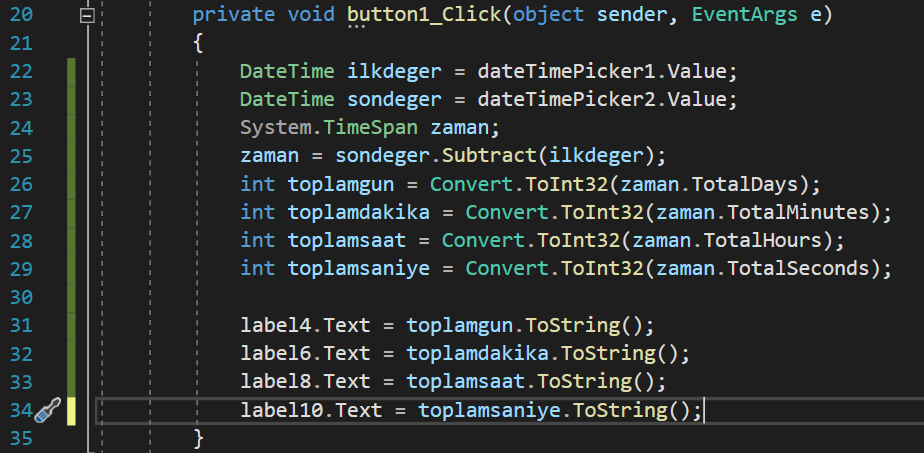 20 private void button1_Click(object sender, EventArgs e)
21 {
22 DateTime ilkdeger = dateTimePicker1.Value;
23 DateTime sondeger = dateTimePicker2.Value;
24 System.TimeSpan zaman;
25 zaman = sondeger.Subtract(ilkdeger);
26 int toplamgun = Convert.ToInt32(zaman.TotalDays);
27 int toplamdakika = Convert.ToInt32(zaman.TotalMinutes);
28 int toplamsaat = Convert.ToInt32(zaman.TotalHours);
29 int toplamsaniye = Convert.ToInt32(zaman.TotalSeconds);
30
31 label4.Text = toplamgun.ToString();
32 label6.Text = toplamdakika.ToString();
33 label8.Text = toplamsaat.ToString();
34 label10.Text = toplamsaniye.ToString();
35 }